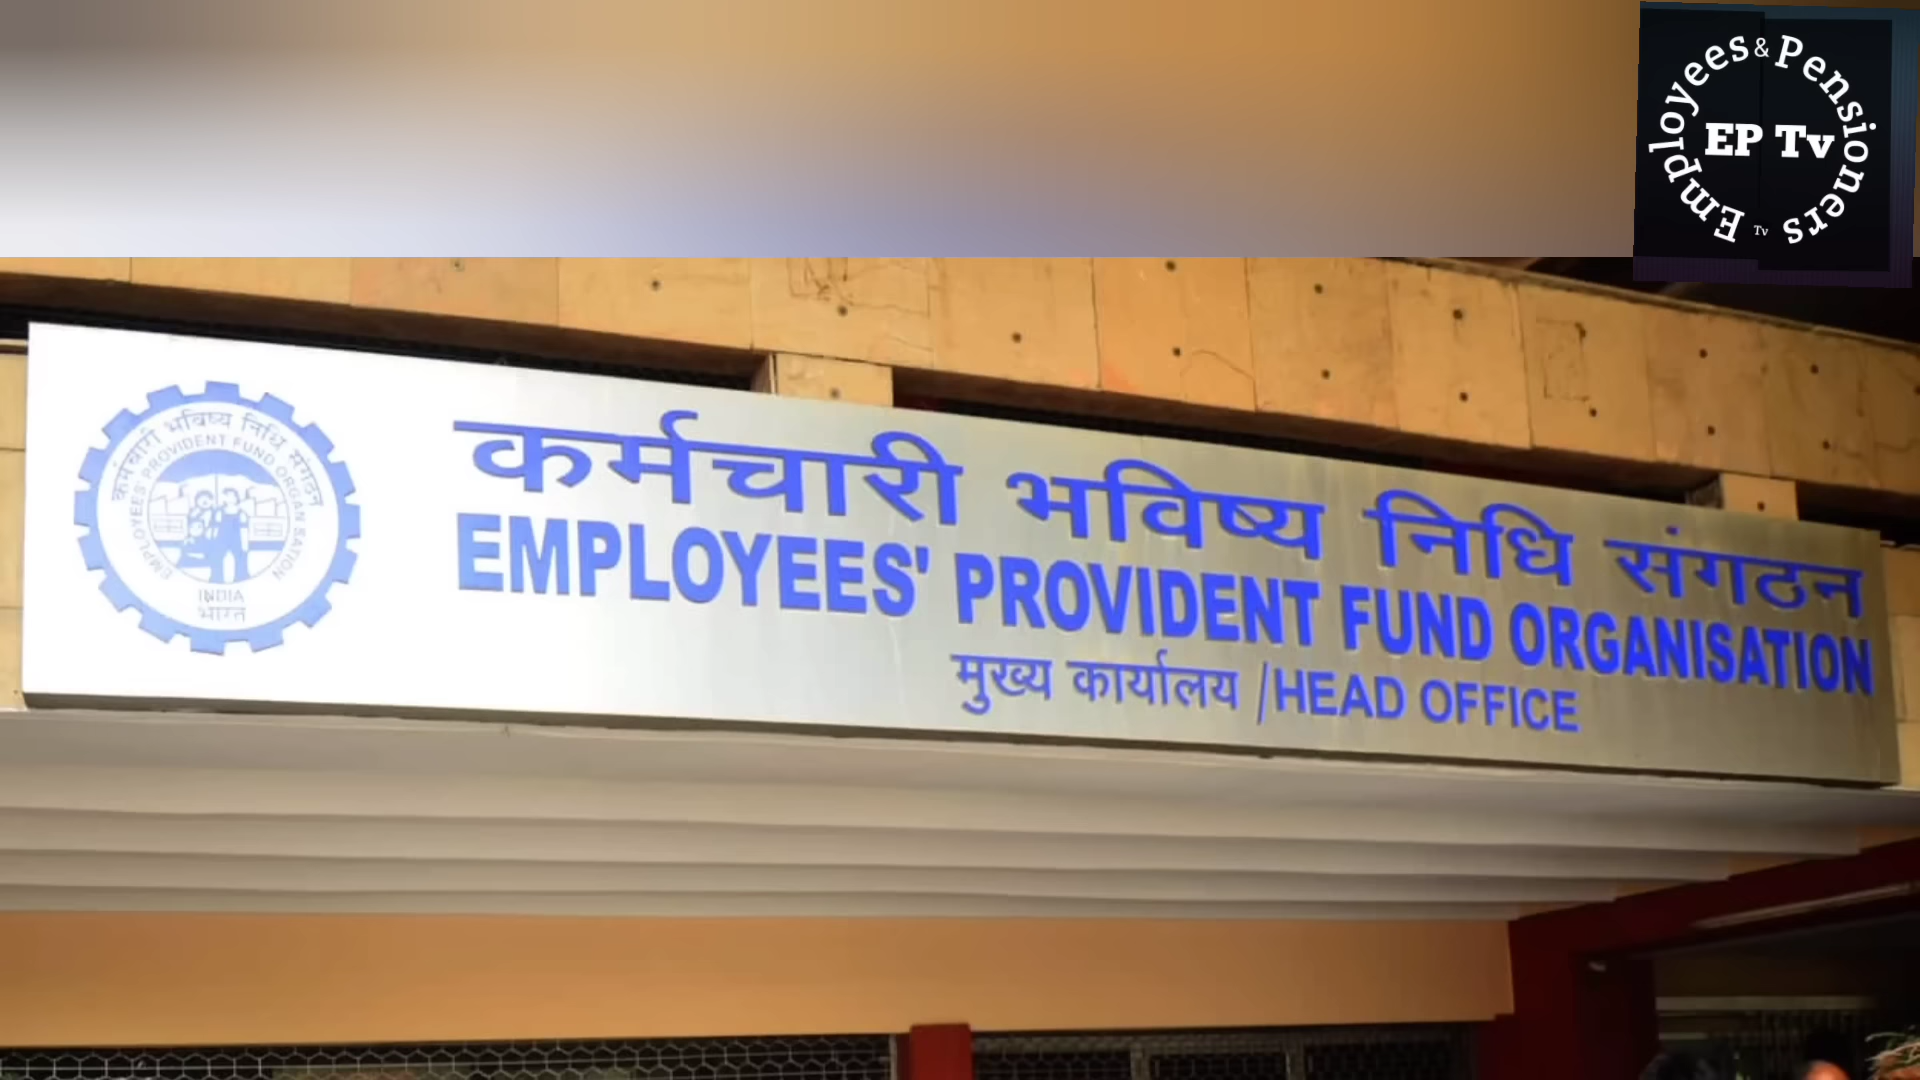 Employees & Pensioners
EP Tv
Tv
कर्मचारी भविष्य निधि संगठन
EMPLOYEES' PROVIDENT FUND ORGANISATION
INDIA
भारत
कर्मचारी भविष्य निधि संगठन
EMPLOYEES' PROVIDENT FUND ORGANISATION
मुख्य कार्यालय /HEAD OFFICE